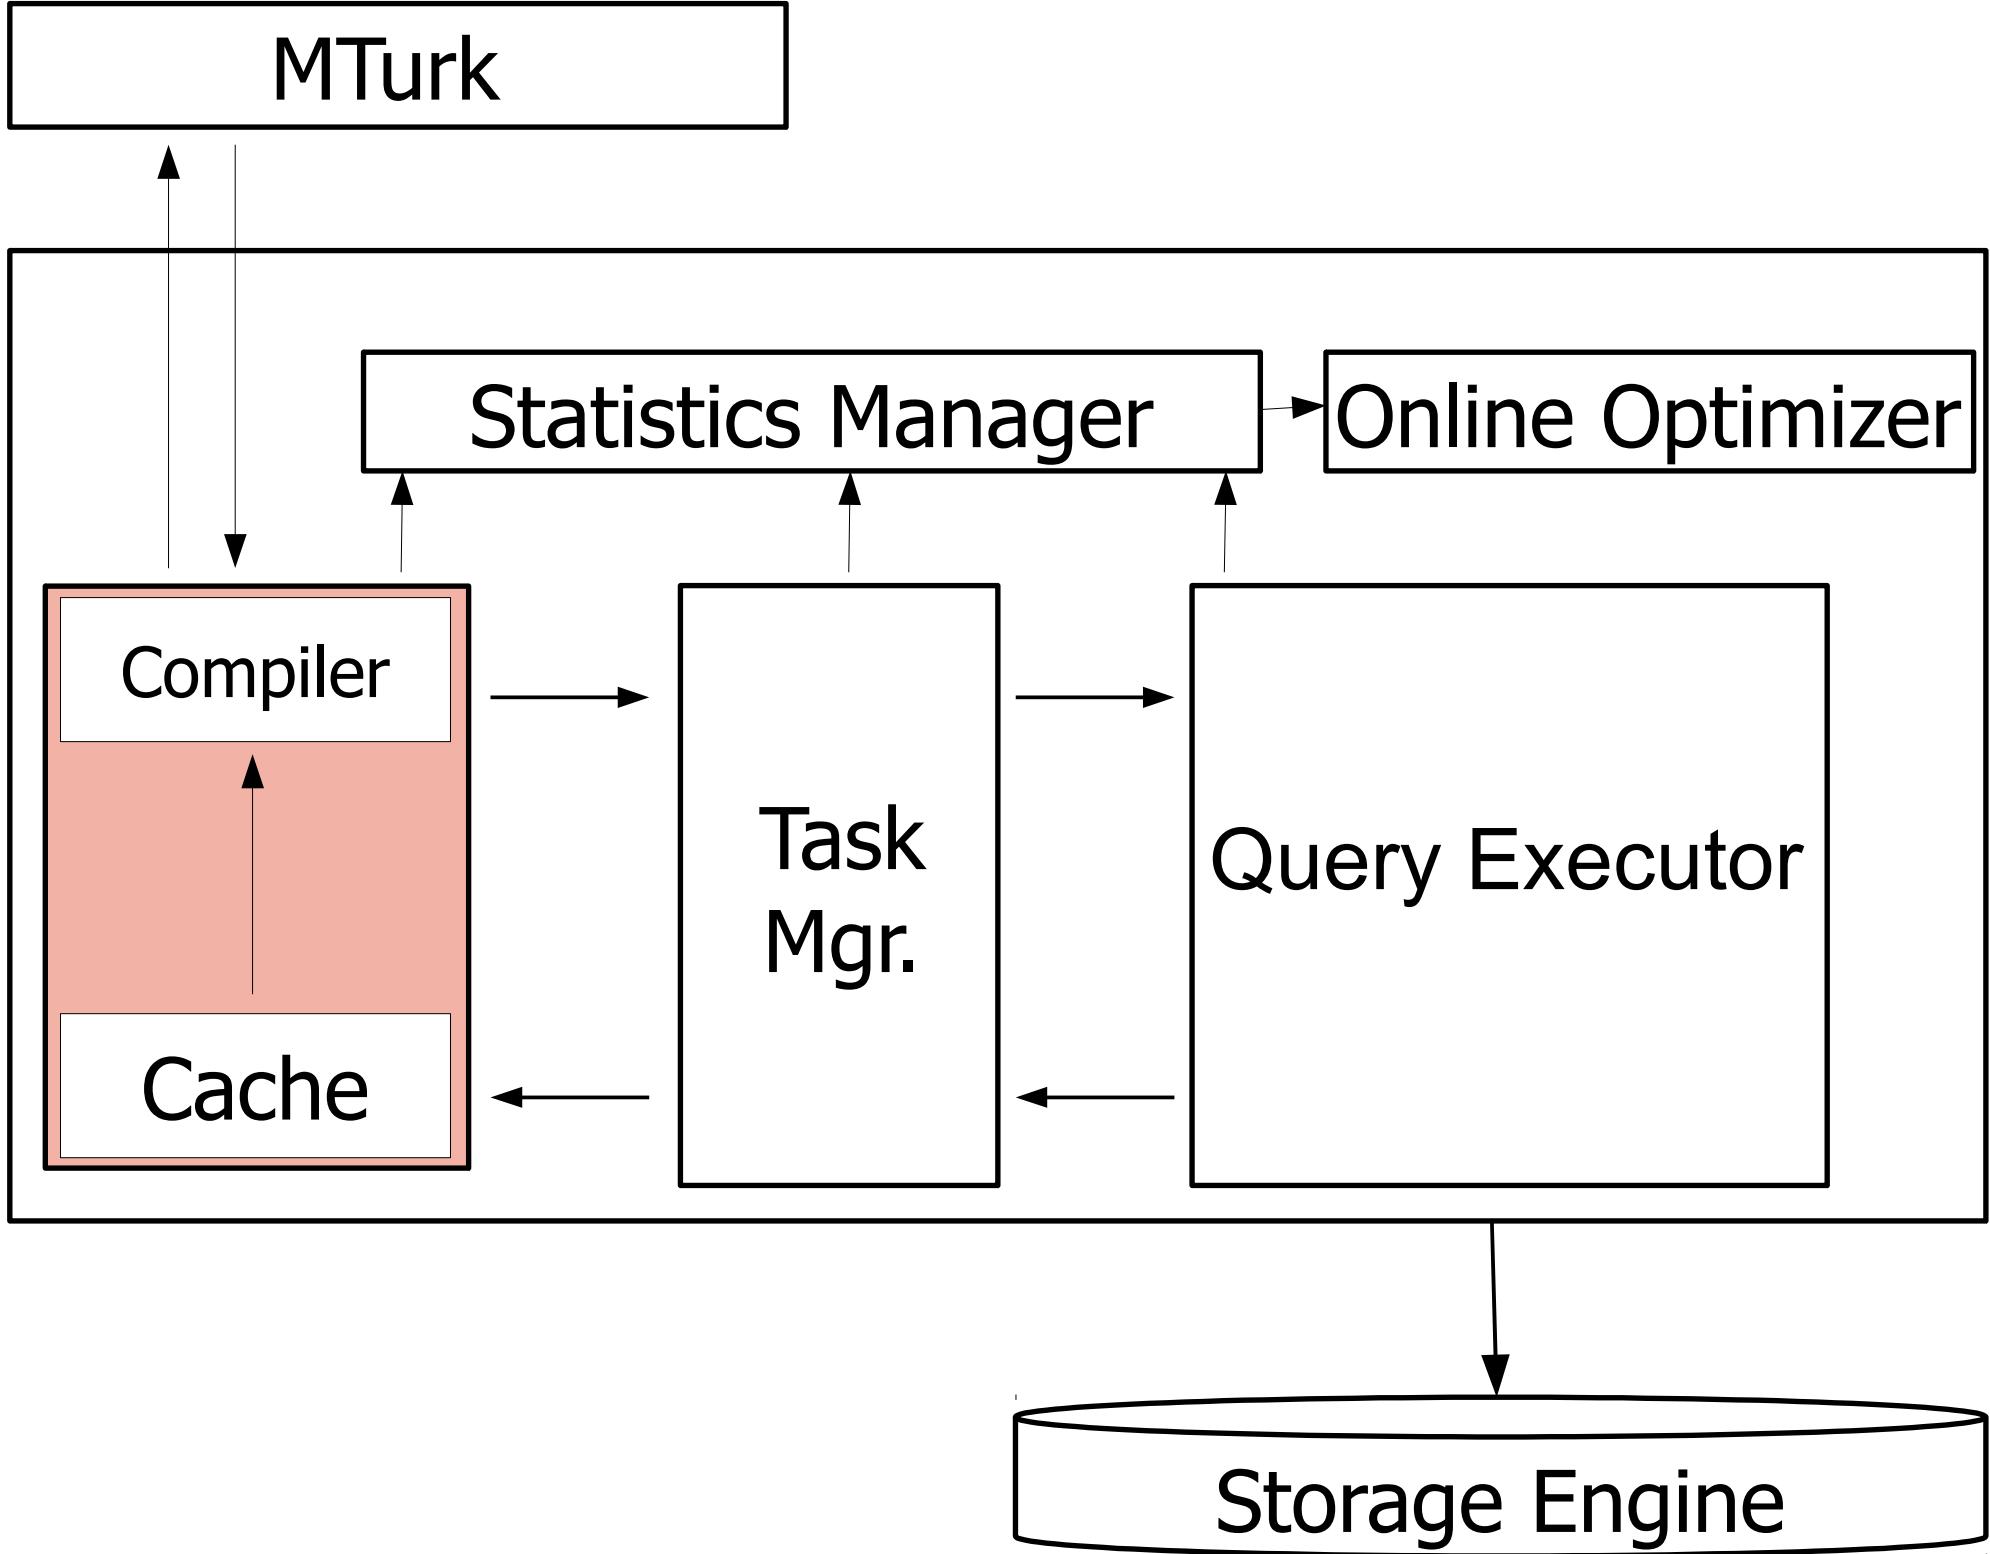 MTurk
Statistics Manager
Online Optimizer
Compiler
Task
Mgr.
Query Executor
Cache
Storage Engine